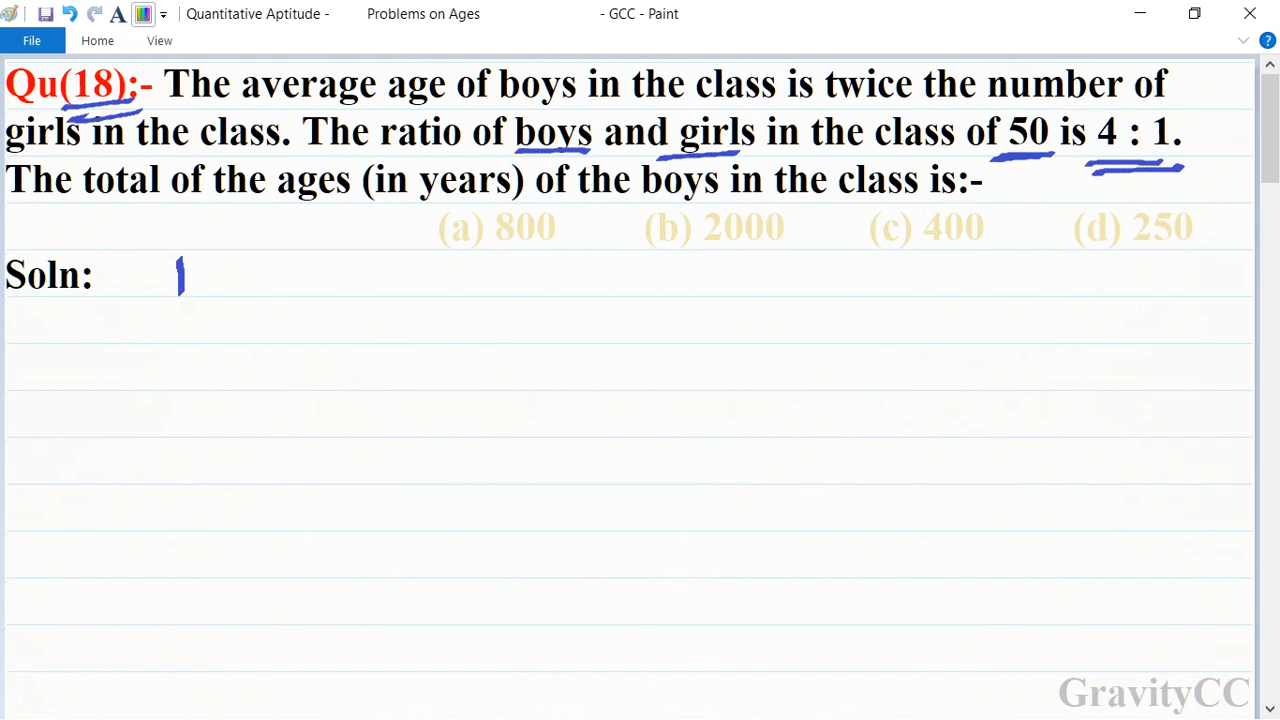 Quantitative Aptitude - Problems on Ages - GCC - Paint
File Home View
Qu(18):- The average age of boys in the class is twice the number of
girls in the class. The ratio of boys and girls in the class of 50 is 4 : 1.
The total of the ages (in years) of the boys in the class is:-
(a) 800 (b) 2000 (c) 400 (d) 250
Soln:
GravityCC